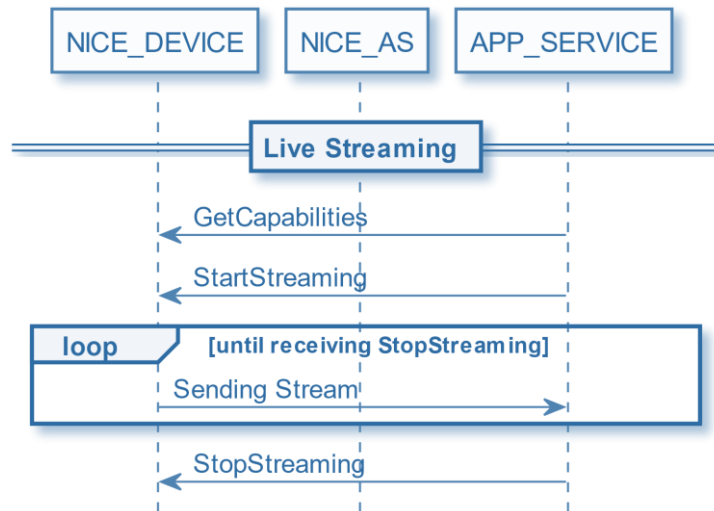 NICE_DEVICE NICE_AS APP_SERVICE
Live Streaming
GetCapabilities
StartStreaming
loop [until receiving StopStreaming]
Sending Stream
StopStreaming